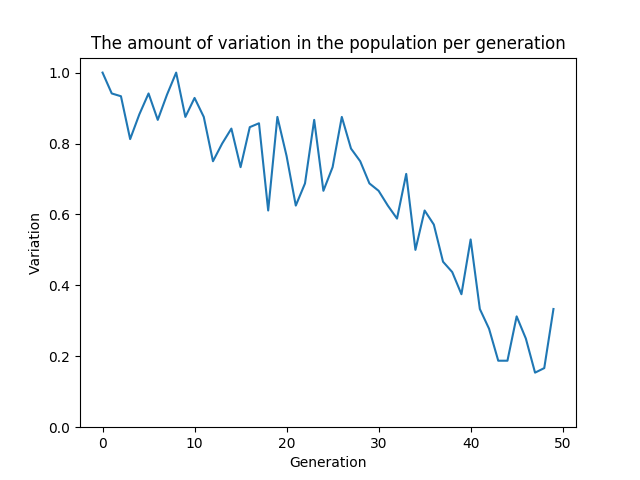 The amount of variation in the population per generation
1.0
0.8
0.6
0.4
0.2
0.0
Variation
0 10 20 30 40 50
Generation